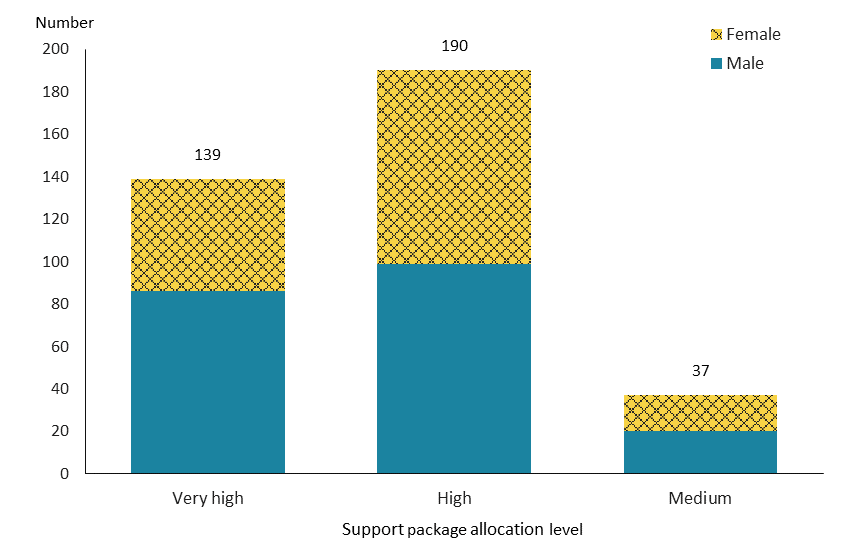 Number
Female
Male
200
180
160
140
120
100
80
60
40
20
0
139
190
37
Very high
High
Medium
Support package allocation level